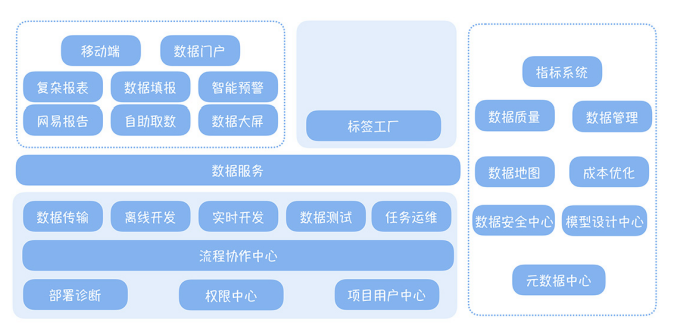 移动端 数据门户
复杂报表 数据填报 智能预警
网易报告 自助取数 数据大屏
标签工厂
数据服务
数据传输 离线开发 实时开发 数据测试 任务运维
流程协作中心
部署诊断 权限中心 项目用户中心
指标系统
数据质量 数据管理
数据地图 成本优化
数据安全中心 模型设计中心
元数据中心